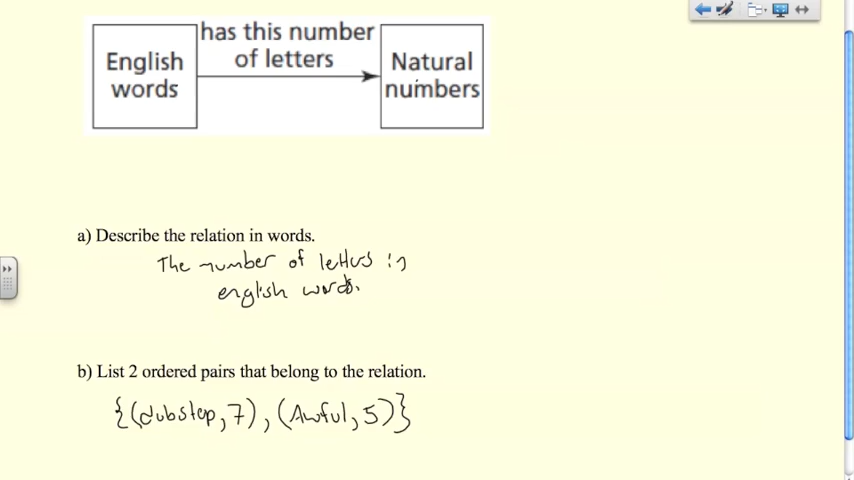 has this number
of letters
English
words
Natural
numbers
a) Describe the relation in words.
The number of letters in
english words.
b) List 2 ordered pairs that belong to the relation.
{(dubstep,7), (Awful,5)}